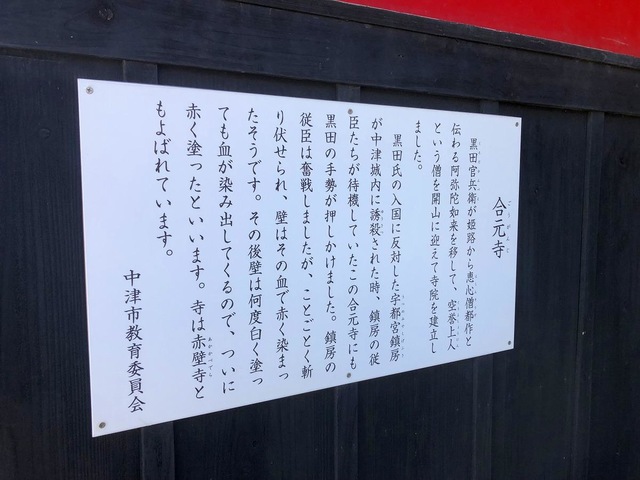 合元寺
ごうがんじ
黒田官兵衛が姫路から恵心僧都作と
伝わる阿弥陀如来を移して、空誉上人
という僧を開山に迎えて寺院を建立し
ました。
黒田氏の入国に反対した宇都宮鎮房
が中津城内に誘殺された時、鎮房の従
臣たちが待機していたこの合元寺にも
黒田の手勢が押しかけました。鎮房の
従臣は奮戦しましたが、ことごとく斬
り伏せられ、壁はその血で赤く染まっ
たそうです。その後壁は何度白く塗っ
ても血が染み出してくるので、ついに
赤く塗ったといいます。寺は赤壁寺と
もよばれています。
中津市教育委員会